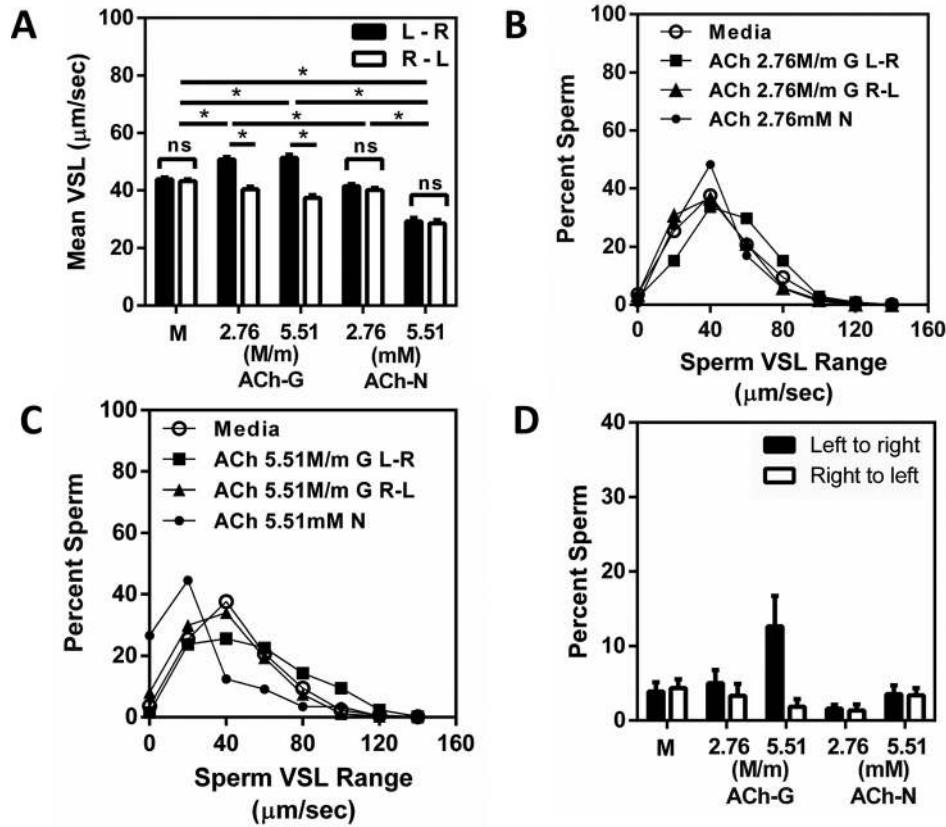 A
L - R
R - L
Mean VSL (μm/sec)
100
80
60
40
20
0
*
*
*
*
*
*
*
*
ns
ns
ns
M
2.76
5.51
2.76
5.51
(M/m)
(mM)
ACh-G
ACh-N
B
Media
ACh 2.76M/m G L-R
ACh 2.76M/m G R-L
ACh 2.76mM N
Percent Sperm
100
80
60
40
20
0
0
40
80
120
160
Sperm VSL Range
(μm/sec)
C
Media
ACh 5.51M/m G L-R
ACh 5.51M/m G R-L
ACh 5.51mM N
Percent Sperm
100
80
60
40
20
0
0
40
80
120
160
Sperm VSL Range
(μm/sec)
D
Left to right
Right to left
Percent Sperm
40
30
20
10
0
M
2.76
5.51
2.76
5.51
(M/m)
(mM)
ACh-G
ACh-N